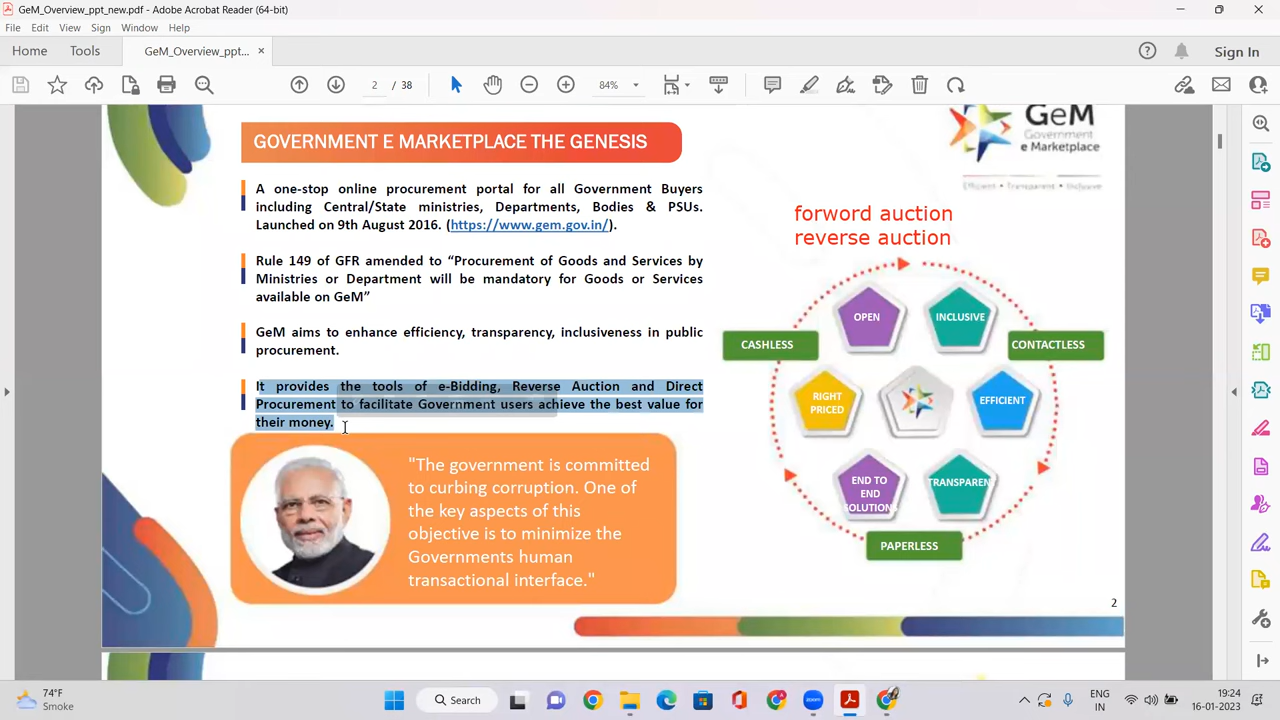 GeM_Overview_ppt_new.pdf - Adobe Acrobat Reader (64-bit)
File Edit View Sign Window Help
Home Tools GeM_Overview_ppt... × Sign In
2 / 38 84%
GOVERNMENT E MARKETPLACE THE GENESIS
GeM
Government
e Marketplace
Efficient • Transparent • Inclusive
A one-stop online procurement portal for all Government Buyers
including Central/State ministries, Departments, Bodies & PSUs.
Launched on 9th August 2016. (https://www.gem.gov.in/).
Rule 149 of GFR amended to “Procurement of Goods and Services by
Ministries or Department will be mandatory for Goods or Services
available on GeM”
GeM aims to enhance efficiency, transparency, inclusiveness in public
procurement.
It provides the tools of e-Bidding, Reverse Auction and Direct
Procurement to facilitate Government users achieve the best value for
their money.
"The government is committed
to curbing corruption. One of
the key aspects of this
objective is to minimize the
Governments human
transactional interface."
forword auction
reverse auction
OPEN
INCLUSIVE
CASHLESS
CONTACTLESS
RIGHT
PRICED
EFFICIENT
END TO
END
SOLUTIONS
TRANSPAREN
PAPERLESS
2
74°F
Smoke
Search
zoom
ENG
IN
19:24
16-01-2023